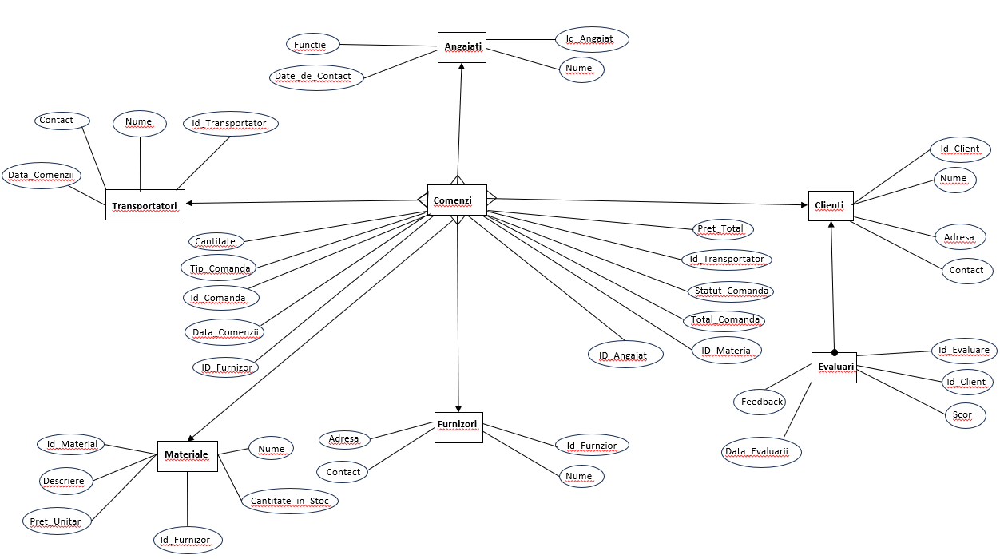 Angajati
Functie
Id_Angajat
Date_de_Contact
Nume
Contact
Nume
Id_Transportator
Data_Comenzii
Transportatori
Comenzi
Clienti
Id_Client
Nume
Adresa
Contact
Cantitate
Tip_Comanda
Id_Comanda
Data_Comenzii
ID_Furnizor
Pret_Total
Id_Transportator
Statut_Comanda
Total_Comanda
ID_Material
ID_Angaiat
Evaluari
Id_Evaluare
Id_Client
Scor
Feedback
Data_Evaluarii
Furnizori
Adresa
Contact
Id_Furnzior
Nume
Materiale
Id_Material
Descriere
Pret_Unitar
Id_Furnizor
Nume
Cantitate_in_Stoc